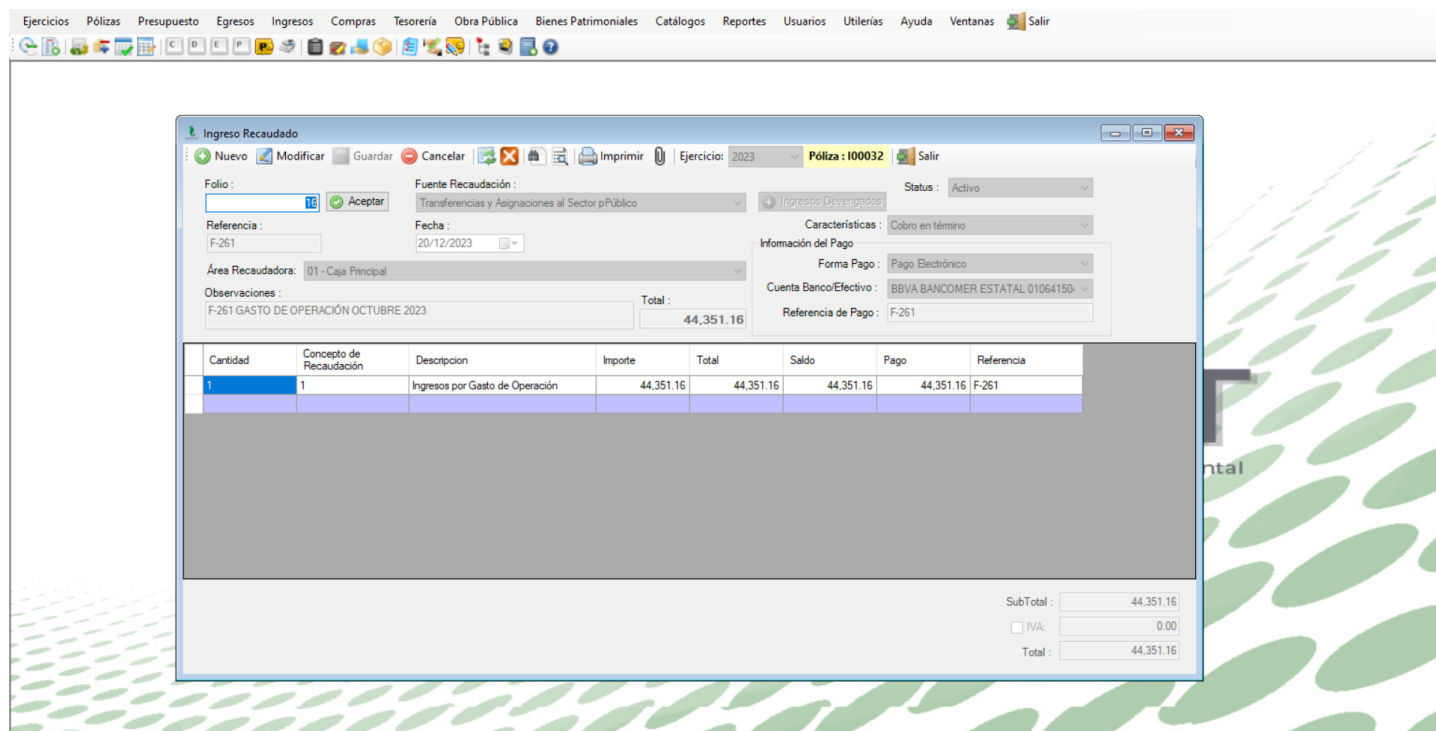 Ejercicios Pólizas Presupuesto Egresos Ingresos Compras Tesorería Obra Pública Bienes Patrimoniales Catálogos Reportes Usuarios Utilerías Ayuda Ventanas Salir
C D E P P
Ingreso Recaudado
Nuevo Modificar Guardar Cancelar Imprimir Ejercicio: 2023 Póliza : I00032 Salir
Folio : Fuente Recaudación : Status : Activo
16 Aceptar Transferencias y Asignaciones al Sector pPúblico Ingresos Devengados
Referencia : Fecha : Características : Cobro en término
F-261 20/12/2023 Información del Pago
Área Recaudadora: 01 - Caja Principal Forma Pago : Pago Electrónico
Observaciones : Total : Cuenta Banco/Efectivo : BBVA BANCOMER ESTATAL 01064150
F-261 GASTO DE OPERACIÓN OCTUBRE 2023 44,351.16 Referencia de Pago : F-261
Cantidad Concepto de Recaudación Descripcion Importe Total Saldo Pago Referencia
1 1 Ingresos por Gasto de Operación 44,351.16 44,351.16 44,351.16 44,351.16 F-261
T
ntal
SubTotal : 44,351.16
IVA: 0.00
Total : 44,351.16